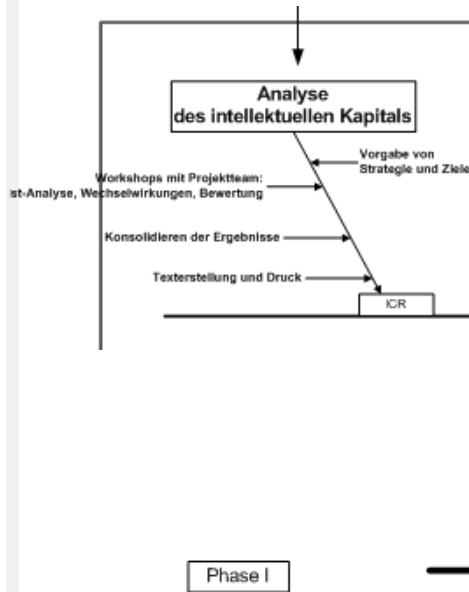 Analyse
des intellektuellen Kapitals
Vorgabe von
Strategie und Ziele
Workshops mit Projektteam:
st-Analyse, Wechselwirkungen, Bewertung
Konsolidieren der Ergebnisse
Texterstellung und Druck
ICR
Phase I